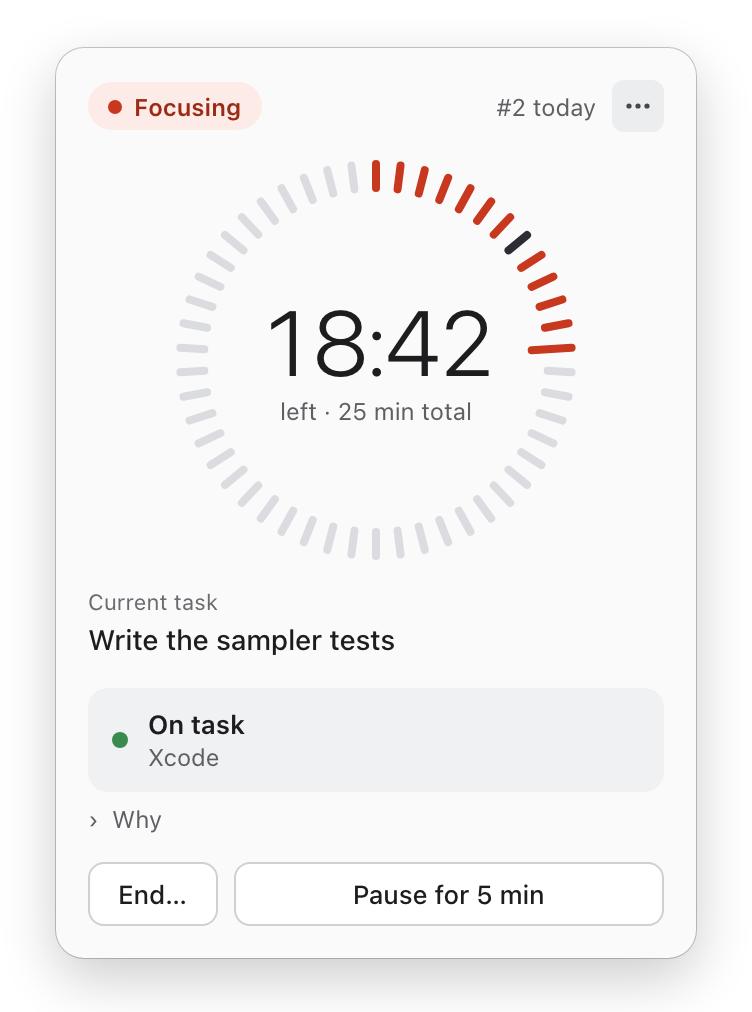 Focusing
#2 today
18:42
left · 25 min total
Current task
Write the sampler tests
On task
Xcode
› Why
End...
Pause for 5 min